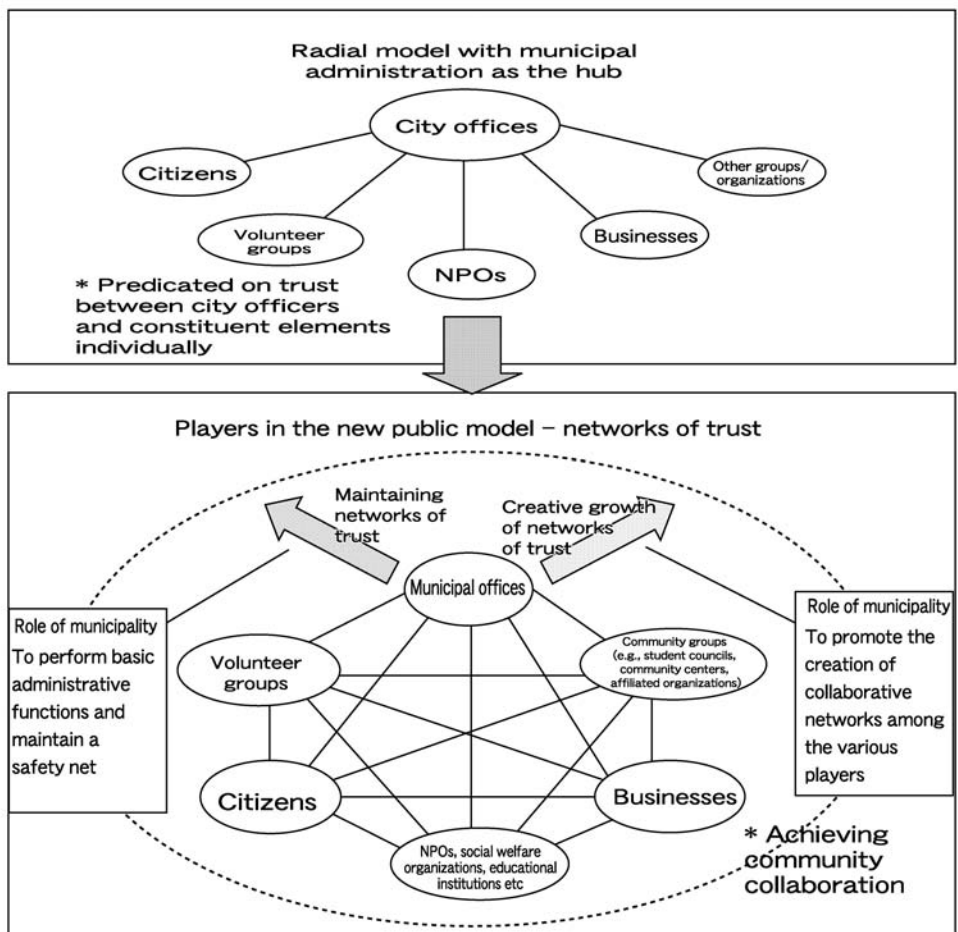 Radial model with municipal
administration as the hub
City offices
Citizens
Other groups/
organizations
Volunteer
groups
Businesses
NPOs
* Predicated on trust
between city officers
and constituent elements
individually
Players in the new public model – networks of trust
Maintaining
networks of
trust
Creative growth
of networks
of trust
Municipal offices
Role of municipality
To perform basic
administrative
functions and
maintain a
safety net
Role of municipality
To promote the
creation of
collaborative
networks among
the various
players
Volunteer
groups
Community groups
(e.g., student councils,
community centers,
affiliated organizations)
Citizens
Businesses
NPOs, social welfare
organizations, educational
institutions etc
* Achieving
community
collaboration